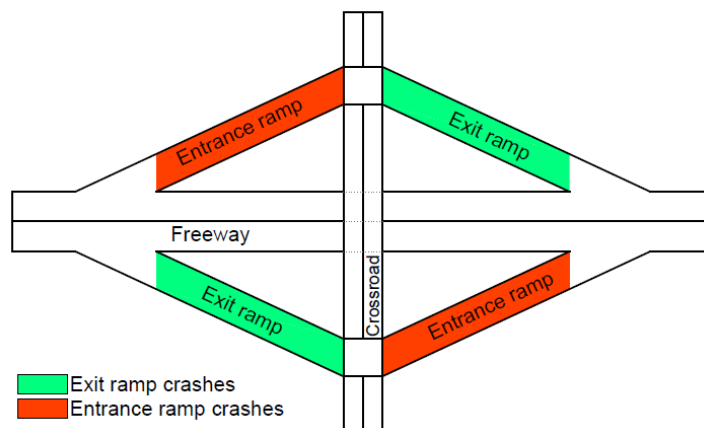 Entrance ramp
Exit ramp
Freeway
Crossroad
Exit ramp
Entrance ramp
Exit ramp crashes
Entrance ramp crashes